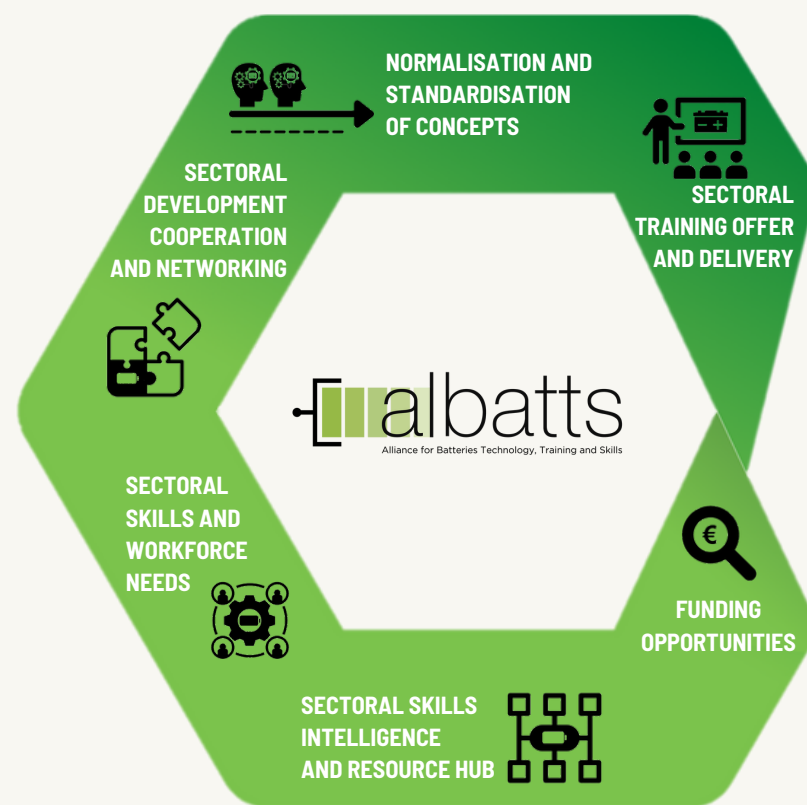 NORMALISATION AND
STANDARDISATION
OF CONCEPTS
SECTORAL
TRAINING OFFER
AND DELIVERY
SECTORAL
DEVELOPMENT
COOPERATION
AND NETWORKING
albatts
Alliance for Batteries Technology, Training and Skills
SECTORAL
SKILLS AND
WORKFORCE
NEEDS
€
FUNDING
OPPORTUNITIES
SECTORAL SKILLS
INTELLIGENCE
AND RESOURCE HUB